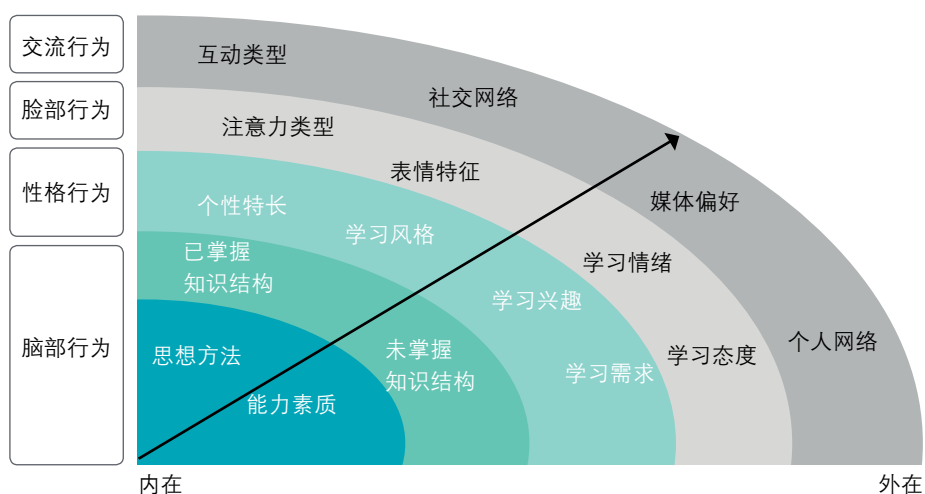 交流行为
互动类型
社交网络
媒体偏好
个人网络
脸部行为
注意力类型
表情特征
学习情绪
学习态度
性格行为
个性特长
学习风格
学习兴趣
学习需求
脑部行为
已掌握
知识结构
未掌握
知识结构
思想方法
能力素质
内在
外在